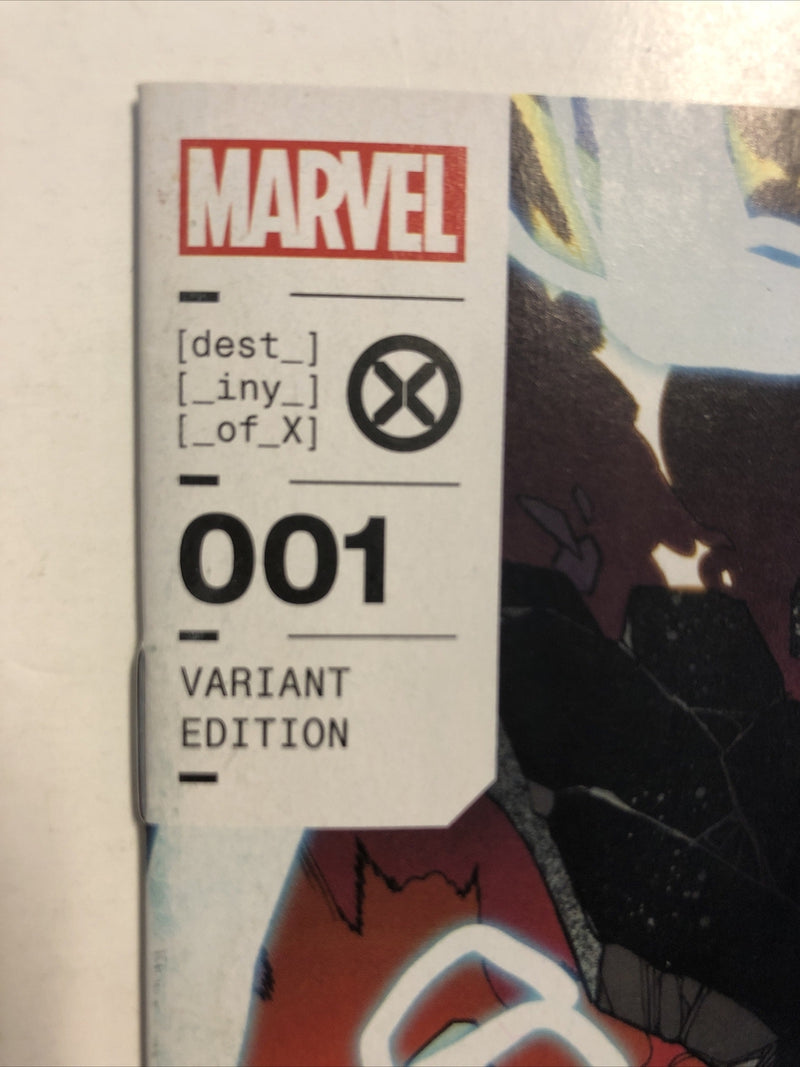 MARVEL
[dest_]
[_iny_]
[_of_X]
001
VARIANT
EDITION